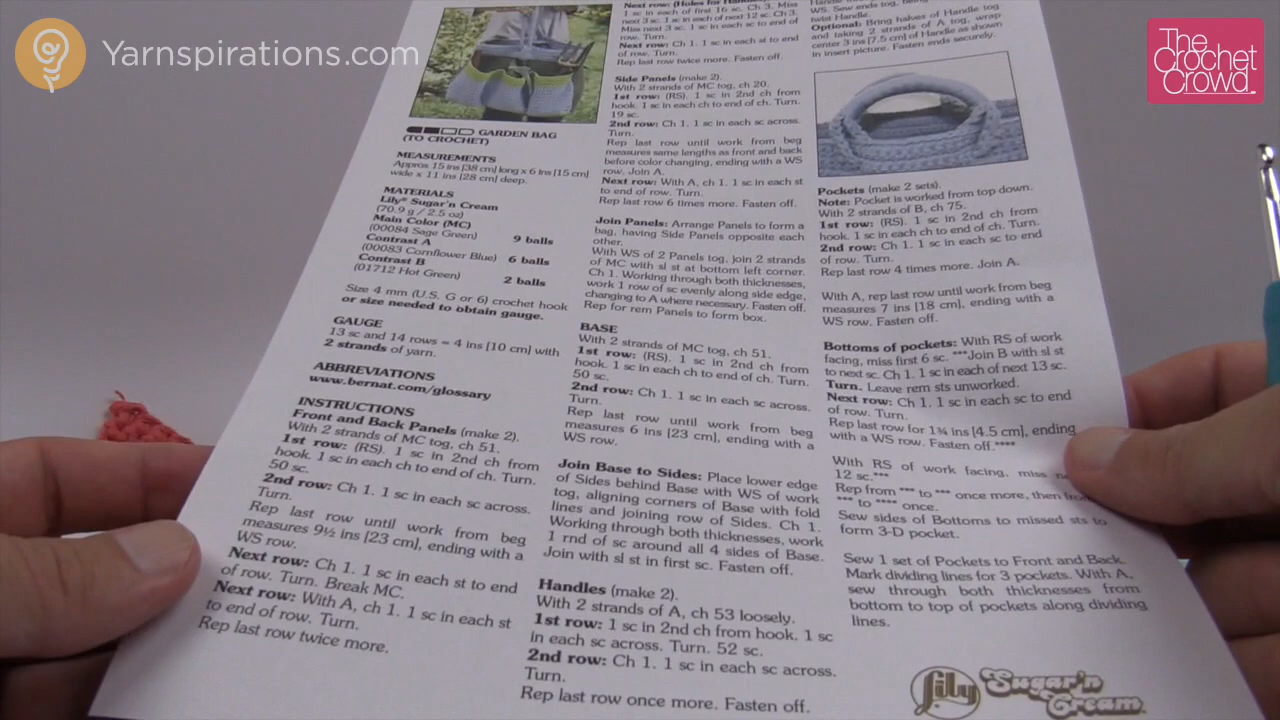 Yarnspirations.com
The
Crochet
Crowd
GARDEN BAG
(TO CROCHET)
MEASUREMENTS
Approx 15 ins [38 cm] long x 6 ins [15 cm]
wide x 11 ins [28 cm] deep.
MATERIALS
Lily® Sugar'n Cream
(70.9 g / 2.5 oz)
Main Color (MC)
(00084 Sage Green) 9 balls
Contrast A
(00083 Cornflower Blue) 6 balls
Contrast B
(01712 Hot Green) 2 balls
Size 4 mm (U.S. G or 6) crochet hook
or size needed to obtain gauge.
GAUGE
13 sc and 14 rows = 4 ins [10 cm] with
2 strands of yarn.
ABBREVIATIONS
www.bernat.com/glossary
INSTRUCTIONS
Front and Back Panels (make 2).
With 2 strands of MC tog, ch 51.
1st row: (RS). 1 sc in 2nd ch from
hook. 1 sc in each ch to end of ch. Turn.
50 sc.
2nd row: Ch 1. 1 sc in each sc across.
Turn.
Rep last row until work from beg
measures 9½ ins [23 cm], ending with a
WS row.
Next row: Ch 1. 1 sc in each st to end
of row. Turn. Break MC.
Next row: With A, ch 1. 1 sc in each st
to end of row. Turn.
Rep last row twice more.
Next row: (Holes for Handles)
1 sc in each of first 16 sc. Ch 3. Miss
next 3 sc. 1 sc in each of next 12 sc. Ch 3.
Miss next 3 sc. 1 sc in each sc to end of
row. Turn.
Next row: Ch 1. 1 sc in each st to end
of row. Turn.
Rep last row twice more. Fasten off.
Side Panels (make 2).
With 2 strands of MC tog, ch 20.
1st row: (RS). 1 sc in 2nd ch from
hook. 1 sc in each ch to end of ch. Turn.
19 sc.
2nd row: Ch 1. 1 sc in each sc across.
Turn.
Rep last row until work from beg
measures same lengths as front and back
before color changing, ending with a WS
row. Join A.
Next row: With A, ch 1. 1 sc in each st
to end of row. Turn.
Rep last row 6 times more. Fasten off.
Join Panels: Arrange Panels to form a
bag, having Side Panels opposite each
other.
With WS of 2 Panels tog, join 2 strands
of MC with sl st at bottom left corner.
Ch 1. Working through both thicknesses,
work 1 row of sc evenly along side edge,
changing to A where necessary. Fasten off.
Rep for rem Panels to form box.
BASE
With 2 strands of MC tog, ch 51.
1st row: (RS). 1 sc in 2nd ch from
hook. 1 sc in each ch to end of ch. Turn.
50 sc.
2nd row: Ch 1. 1 sc in each sc across.
Turn.
Rep last row until work from beg
measures 6 ins [23 cm], ending with a
WS row.
Join Base to Sides: Place lower edge
of Sides behind Base with WS of work
tog, aligning corners of Base with fold
lines and joining row of Sides. Ch 1.
Working through both thicknesses, work
1 rnd of sc around all 4 sides of Base.
Join with sl st in first sc. Fasten off.
Handles (make 2).
With 2 strands of A, ch 53 loosely.
1st row: 1 sc in 2nd ch from hook. 1 sc
in each sc across. Turn. 52 sc.
2nd row: Ch 1. 1 sc in each sc across.
Turn.
Rep last row once more. Fasten off.
WS. Sew ends tog, being
twist Handle.
Optional: Bring halves of Handle tog
and taking 2 strands of A tog, wrap
center 3 ins [7.5 cm] of Handle as shown
in insert picture. Fasten ends securely.
Pockets (make 2 sets).
Note: Pocket is worked from top down.
With 2 strands of B, ch 75.
1st row: (RS). 1 sc in 2nd ch from
hook. 1 sc in each ch to end of ch. Turn.
2nd row: Ch 1. 1 sc in each sc to end
of row. Turn.
Rep last row 4 times more. Join A.
With A, rep last row until work from beg
measures 7 ins [18 cm], ending with a
WS row. Fasten off.
Bottoms of pockets: With RS of work
facing, miss first 6 sc. ***Join B with sl st
to next sc. Ch 1. 1 sc in each of next 13 sc.
Turn. Leave rem sts unworked.
Next row: Ch 1. 1 sc in each sc to end
of row. Turn.
Rep last row for 1¾ ins [4.5 cm], ending
with a WS row. Fasten off.****
With RS of work facing, miss
12 sc.***
Rep from *** to *** once more, then from
*** to **** once.
Sew sides of Bottoms to missed sts to
form 3-D pocket.
Sew 1 set of Pockets to Front and Back.
Mark dividing lines for 3 pockets. With A,
sew through both thicknesses from
bottom to top of pockets along dividing
lines.
Lily Sugar'n
Cream